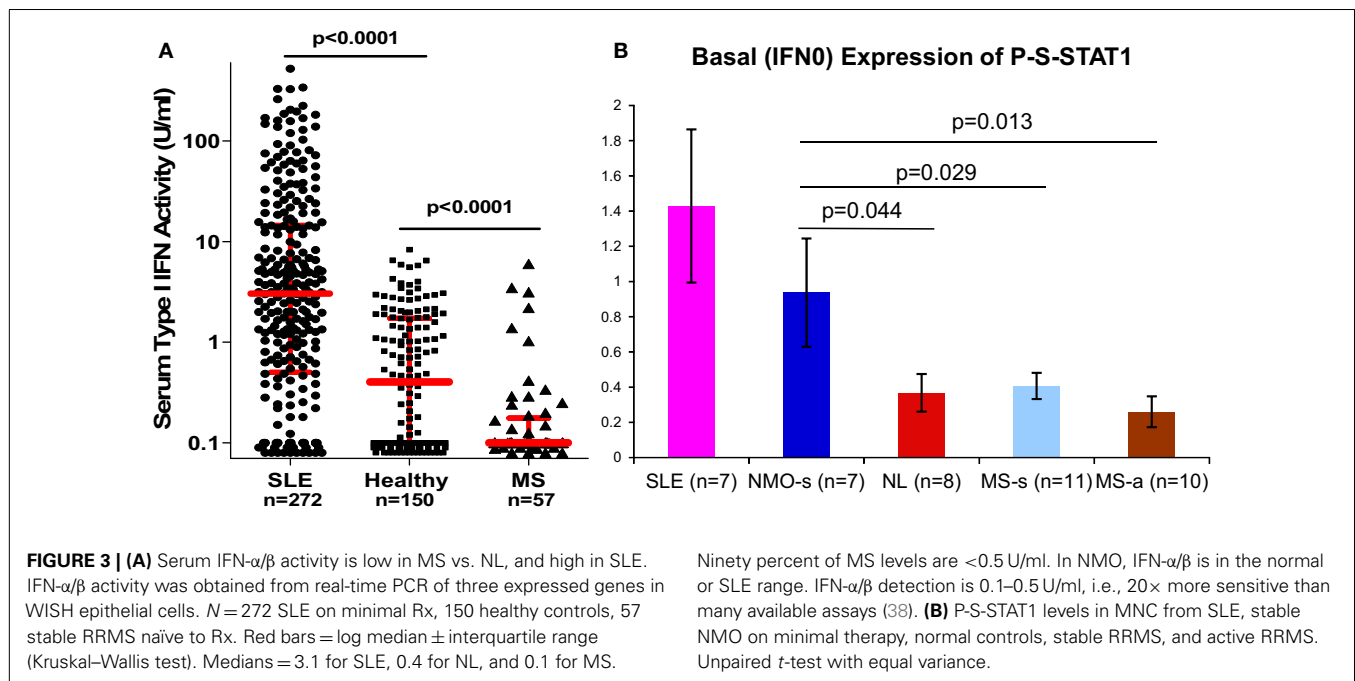 A
p<0.0001
p<0.0001
Serum Type I IFN Activity (U/ml)
100
10
1
0.1
SLE Healthy MS
n=272 n=150 n=57
B
Basal (IFN0) Expression of P-S-STAT1
p=0.013
p=0.029
p=0.044
2
1.8
1.6
1.4
1.2
1
0.8
0.6
0.4
0.2
0
SLE (n=7) NMO-s (n=7) NL (n=8) MS-s (n=11) MS-a (n=10)
FIGURE 3 | (A) Serum IFN-α/β activity is low in MS vs. NL, and high in SLE.
IFN-α/β activity was obtained from real-time PCR of three expressed genes in
WISH epithelial cells. N = 272 SLE on minimal Rx, 150 healthy controls, 57
stable RRMS naïve to Rx. Red bars = log median ± interquartile range
(Kruskal–Wallis test). Medians = 3.1 for SLE, 0.4 for NL, and 0.1 for MS.
Ninety percent of MS levels are <0.5 U/ml. In NMO, IFN-α/β is in the normal
or SLE range. IFN-α/β detection is 0.1–0.5 U/ml, i.e., 20× more sensitive than
many available assays (38). (B) P-S-STAT1 levels in MNC from SLE, stable
NMO on minimal therapy, normal controls, stable RRMS, and active RRMS.
Unpaired t-test with equal variance.